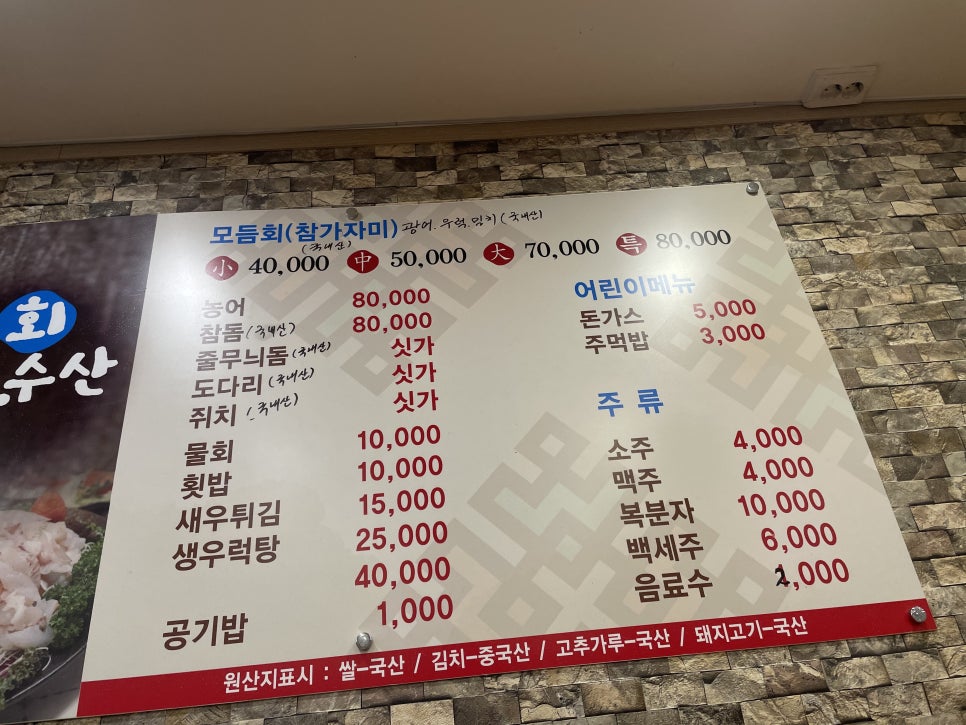 회
수산
모듬회(참가자미) 광어.우럭.밀치(국내산)
(국내산)
小 40,000 中 50,000 大 70,000 특 80,000
농어 80,000
참돔(국내산) 80,000
줄무늬돔(국내산) 싯가
도다리(국내산) 싯가
쥐치(국내산) 싯가
물회 10,000
횟밥 10,000
새우튀김 15,000
생우럭탕 25,000
40,000
공기밥 1,000
어린이메뉴
돈가스 5,000
주먹밥 3,000
주류
소주 4,000
맥주 4,000
복분자 10,000
백세주 6,000
음료수 2,000
원산지표시 : 쌀-국산 / 김치-중국산 / 고추가루-국산 / 돼지고기-국산